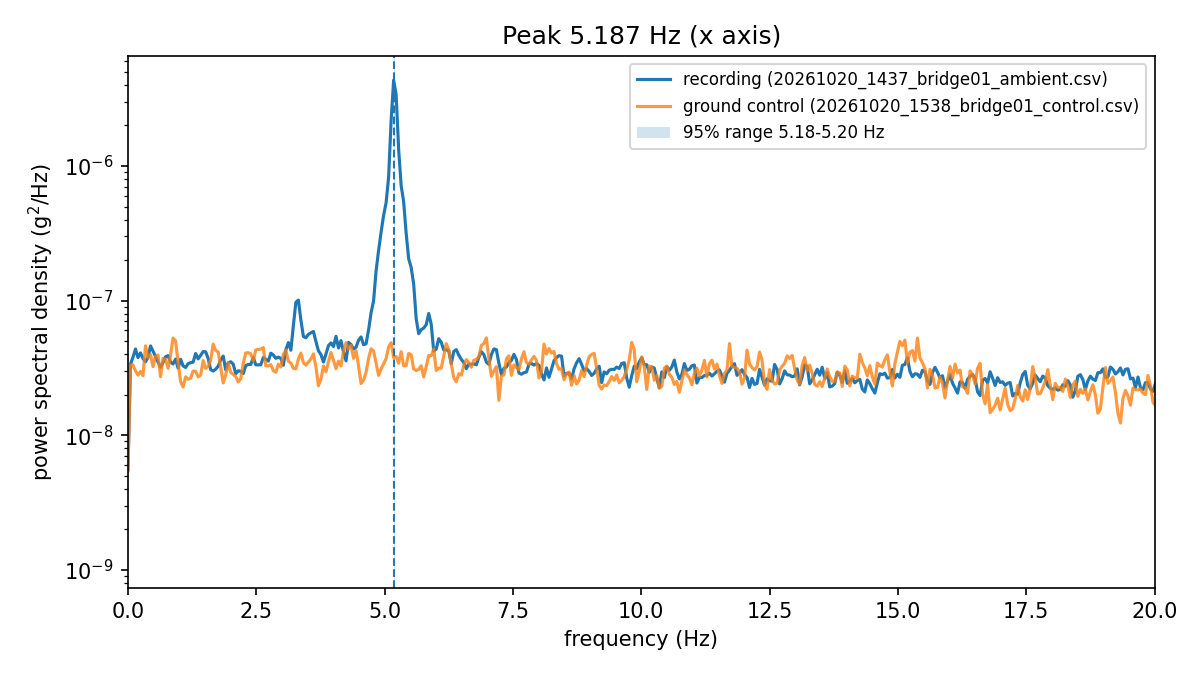 Peak 5.187 Hz (x axis)
recording (20261020_1437_bridge01_ambient.csv)
ground control (20261020_1538_bridge01_control.csv)
95% range 5.18-5.20 Hz
power spectral density (g²/Hz)
10⁻⁶
10⁻⁷
10⁻⁸
10⁻⁹
0.0 2.5 5.0 7.5 10.0 12.5 15.0 17.5 20.0
frequency (Hz)